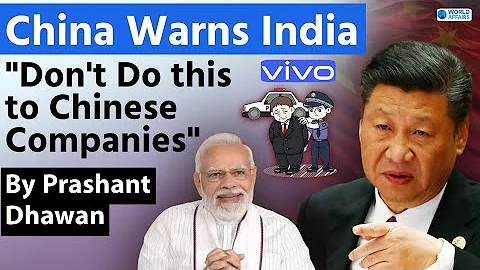 China Warns India
WORLD
AFFAIRS
"Don't Do this
to Chinese
Companies"
vivo
By Prashant
Dhawan